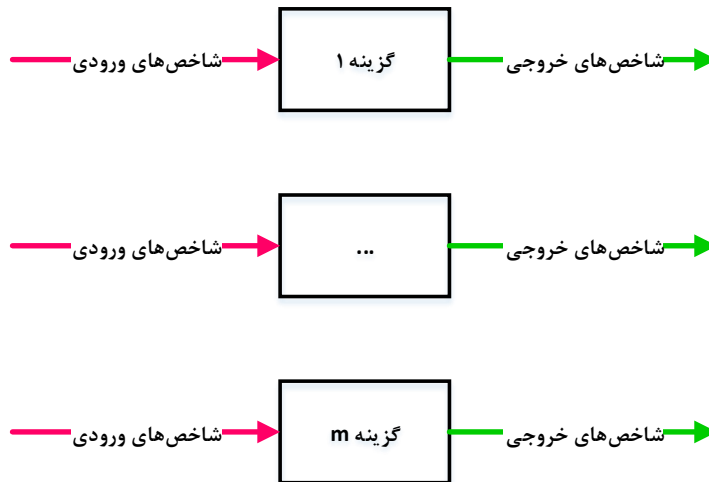 شاخص‌های ورودی
گزینه ۱
شاخص‌های خروجی
شاخص‌های ورودی
...
شاخص‌های خروجی
شاخص‌های ورودی
گزینه m
شاخص‌های خروجی